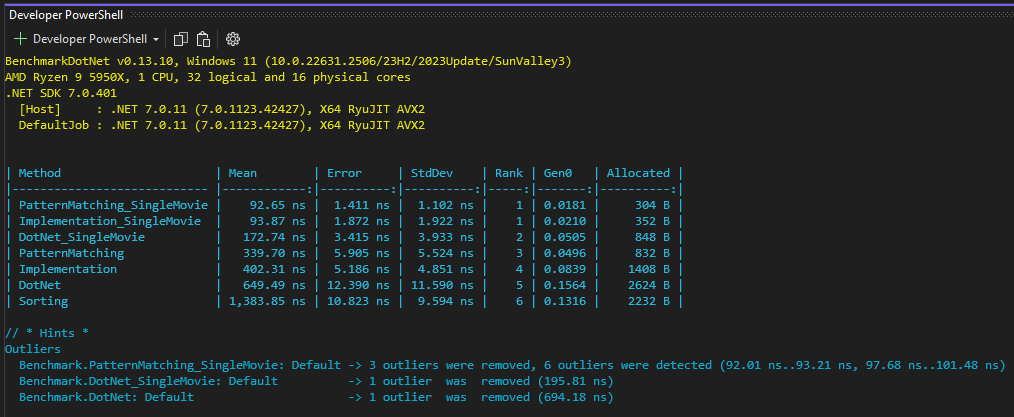 Developer PowerShell
Developer PowerShell
BenchmarkDotNet v0.13.10, Windows 11 (10.0.22631.2506/23H2/2023Update/SunValley3)
AMD Ryzen 9 5950X, 1 CPU, 32 logical and 16 physical cores
.NET SDK 7.0.401
  [Host]     : .NET 7.0.11 (7.0.1123.42427), X64 RyuJIT AVX2
  DefaultJob : .NET 7.0.11 (7.0.1123.42427), X64 RyuJIT AVX2
| Method                      | Mean        | Error     | StdDev    | Rank | Gen0   | Allocated |
|---------------------------- |------------:|----------:|----------:|-----:|-------:|----------:|
| PatternMatching_SingleMovie |    92.65 ns |  1.411 ns |  1.102 ns |    1 | 0.0181 |     304 B |
| Implementation_SingleMovie  |    93.87 ns |  1.872 ns |  1.922 ns |    1 | 0.0210 |     352 B |
| DotNet_SingleMovie          |   172.74 ns |  3.415 ns |  3.933 ns |    2 | 0.0505 |     848 B |
| PatternMatching             |   339.70 ns |  5.905 ns |  5.524 ns |    3 | 0.0496 |     832 B |
| Implementation              |   402.31 ns |  5.186 ns |  4.851 ns |    4 | 0.0839 |    1408 B |
| DotNet                      |   649.49 ns | 12.390 ns | 11.590 ns |    5 | 0.1564 |    2624 B |
| Sorting                     | 1,383.85 ns | 10.823 ns |  9.594 ns |    6 | 0.1316 |    2232 B |
// * Hints *
Outliers
  Benchmark.PatternMatching_SingleMovie: Default -> 3 outliers were removed, 6 outliers were detected (92.01 ns..93.21 ns, 97.68 ns..101.48 ns)
  Benchmark.DotNet_SingleMovie: Default          -> 1 outlier  was  removed (195.81 ns)
  Benchmark.DotNet: Default                      -> 1 outlier  was  removed (694.18 ns)